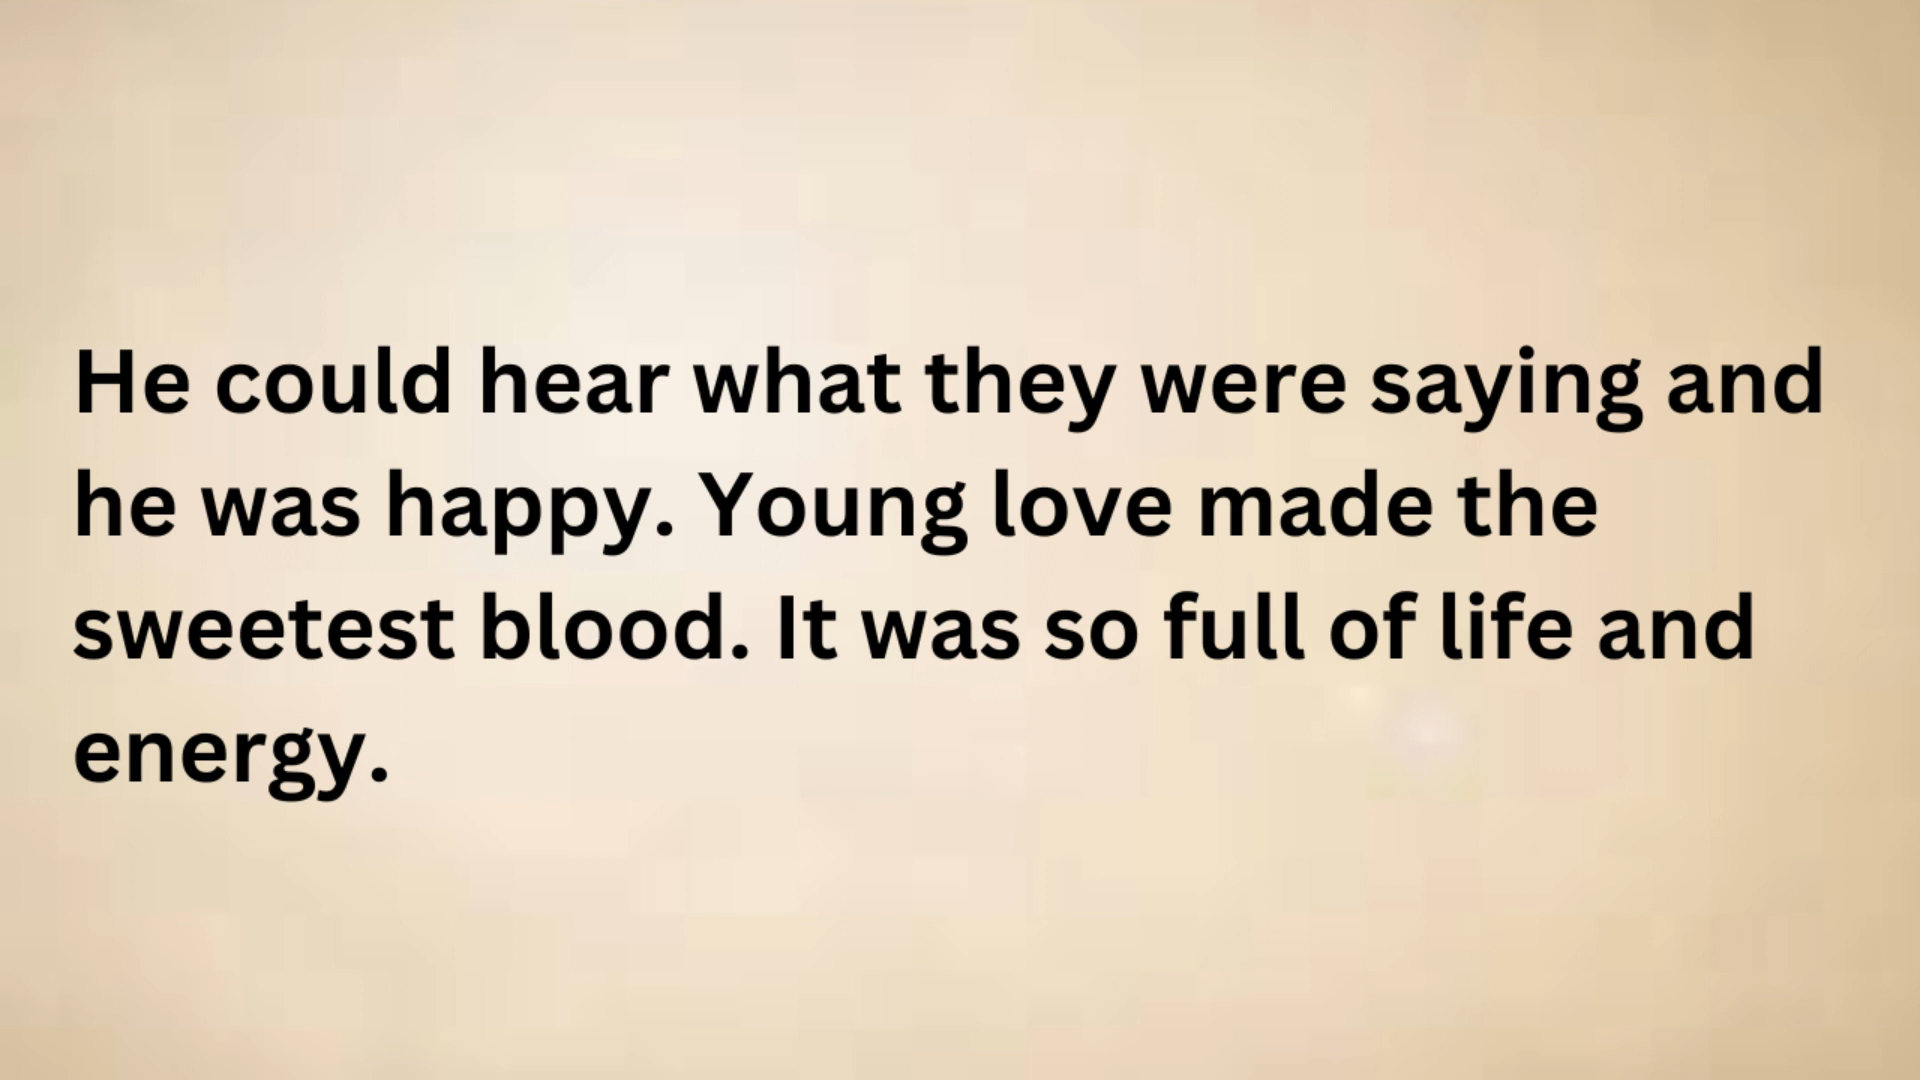 He could hear what they were saying and
he was happy. Young love made the
sweetest blood. It was so full of life and
energy.